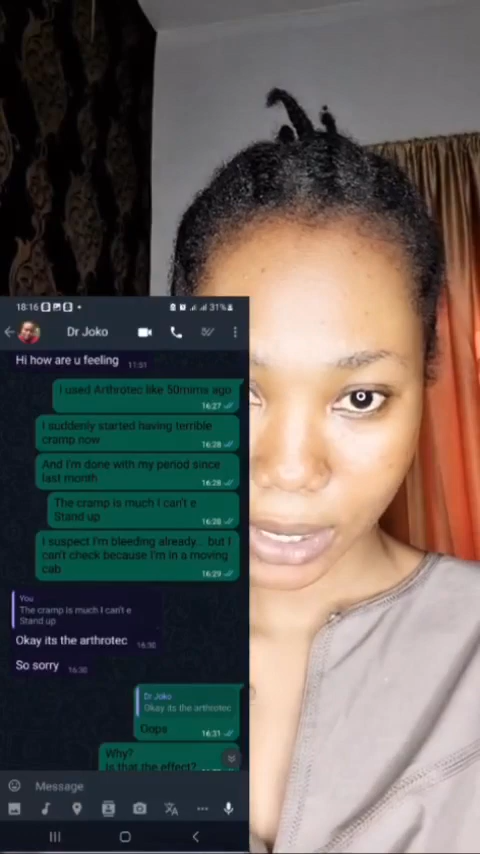 18:16
31%
Dr Joko
Hi how are u feeling 11:51
I used Arthrotec like 50mims ago
16:27
I suddenly started having terrible
cramp now 16:28
And I'm done with my period since
last month 16:28
The cramp is much I can't e
Stand up 16:28
I suspect I'm bleeding already... but I
can't check because I'm in a moving
cab 16:29
You
The cramp is much I can't e
Stand up
Okay its the arthrotec 16:30
So sorry 16:30
Dr Joko
Okay its the arthrotec
Oops 16:31
Why?
Is that the effect?
Message